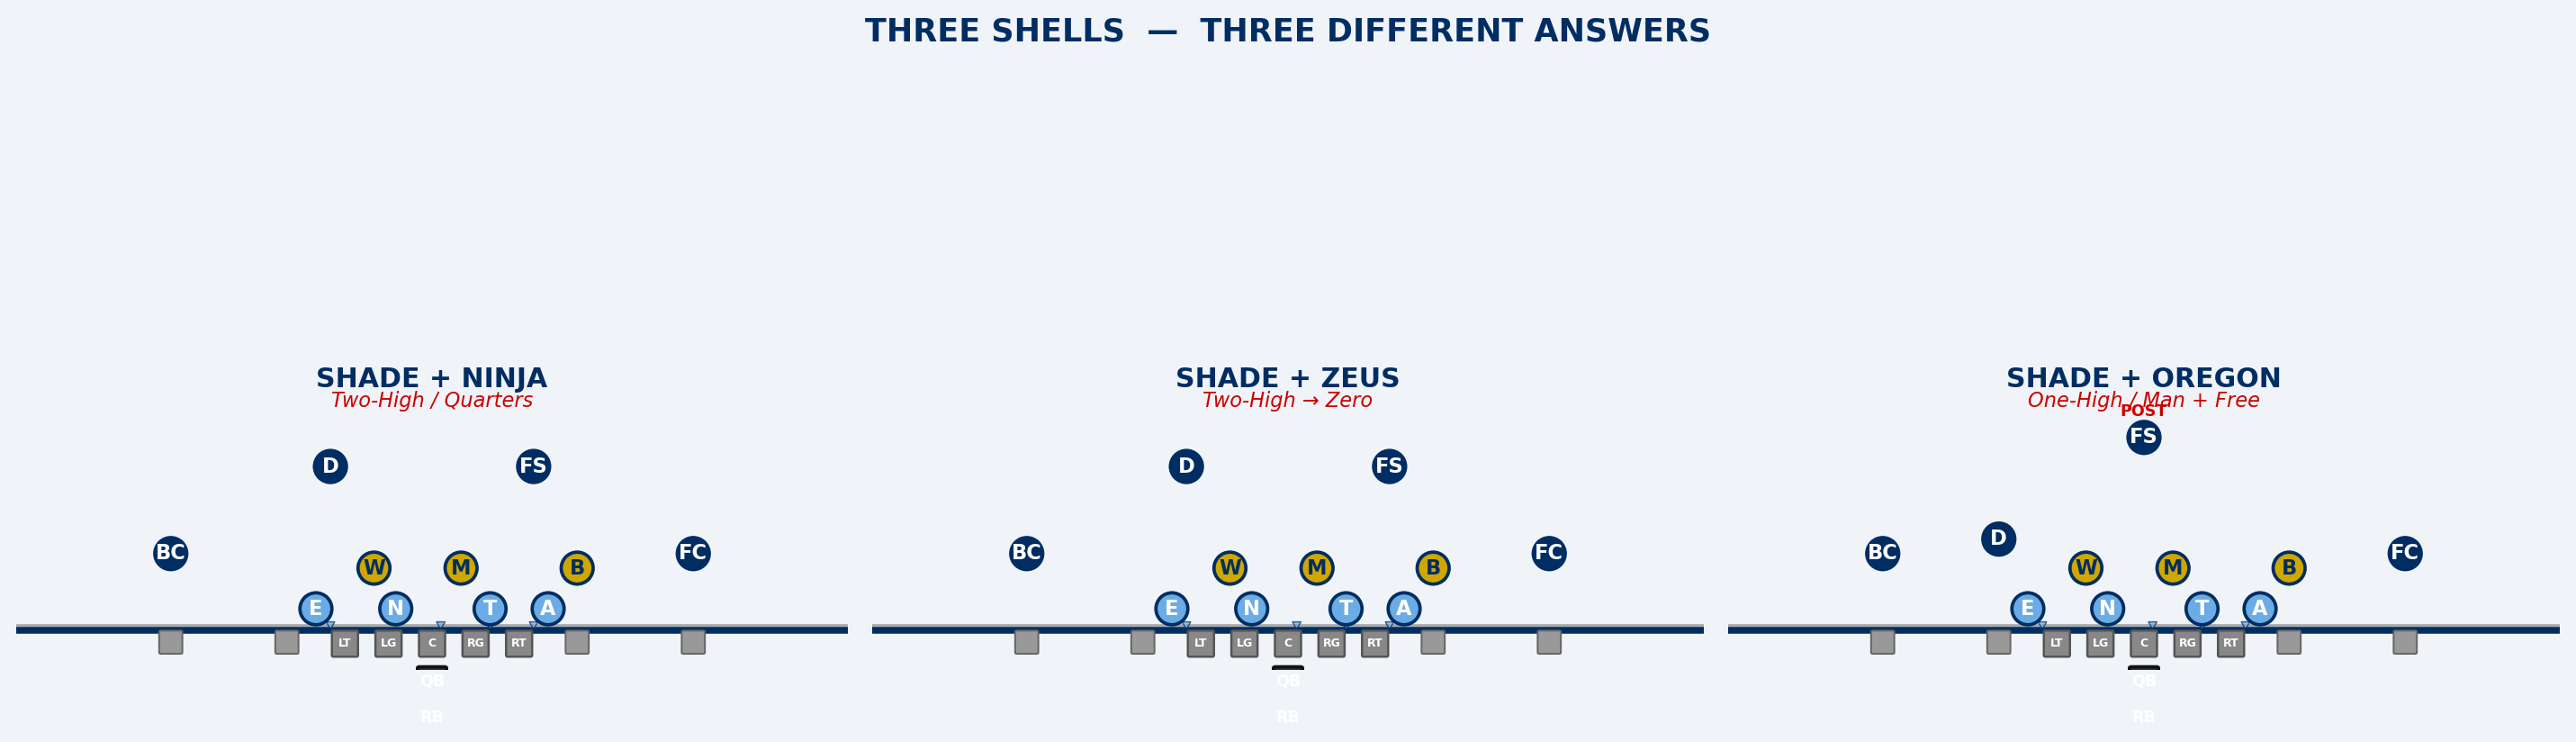 THREE SHELLS — THREE DIFFERENT ANSWERS
SHADE + NINJA
Two-High / Quarters
D FS
BC FC
W M B
E N T A
LT LG C RG RT
QB
RB
SHADE + ZEUS
Two-High → Zero
D FS
BC FC
W M B
E N T A
LT LG C RG RT
QB
RB
SHADE + OREGON
One-High / Man + Free
POST
FS
D
BC FC
W M B
E N T A
LT LG C RG RT
QB
RB